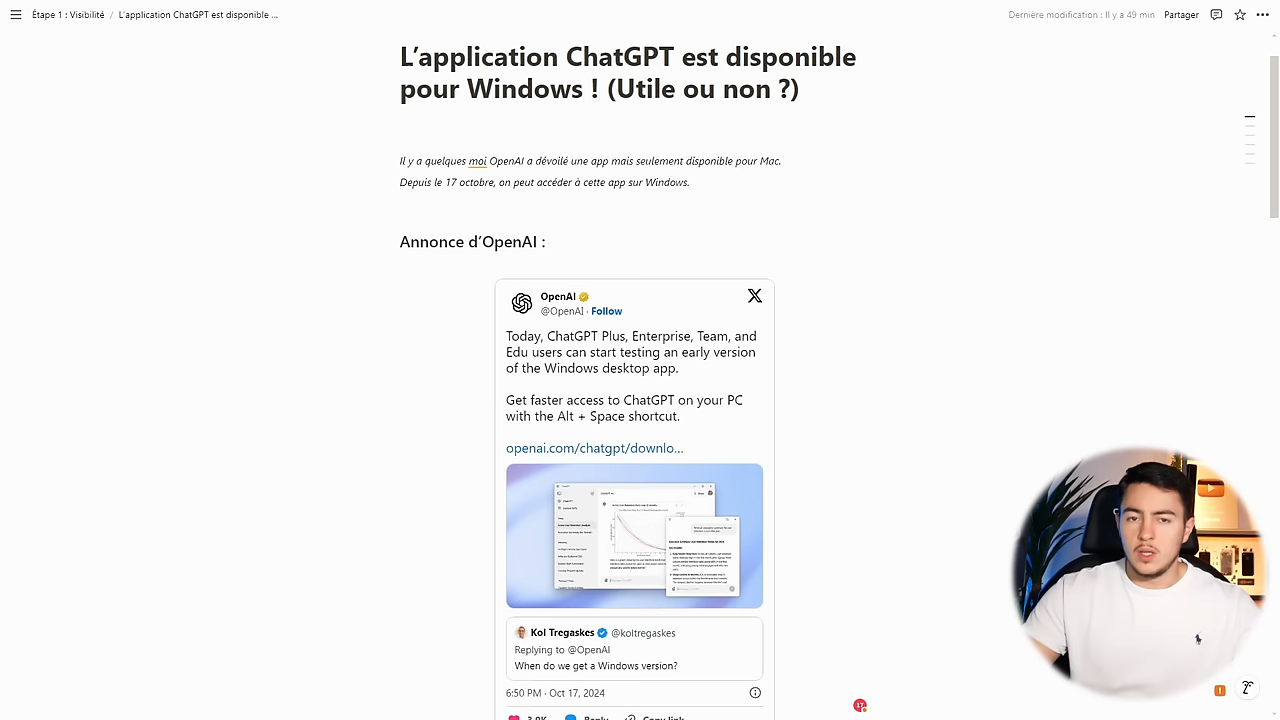 Étape 1 : Visibilité / L'application ChatGPT est disponible ...
Dernière modification : Il y a 49 min Partager
L’application ChatGPT est disponible
pour Windows ! (Utile ou non ?)
Il y a quelques moi OpenAI a dévoilé une app mais seulement disponible pour Mac.
Depuis le 17 octobre, on peut accéder à cette app sur Windows.
Annonce d’OpenAI :
OpenAI
@OpenAI · Follow
Today, ChatGPT Plus, Enterprise, Team, and
Edu users can start testing an early version
of the Windows desktop app.
Get faster access to ChatGPT on your PC
with the Alt + Space shortcut.
openai.com/chatgpt/downlo...
Kol Tregaskes @koltregaskes
Replying to @OpenAI
When do we get a Windows version?
6:50 PM · Oct 17, 2024
3.9K Reply Copy link